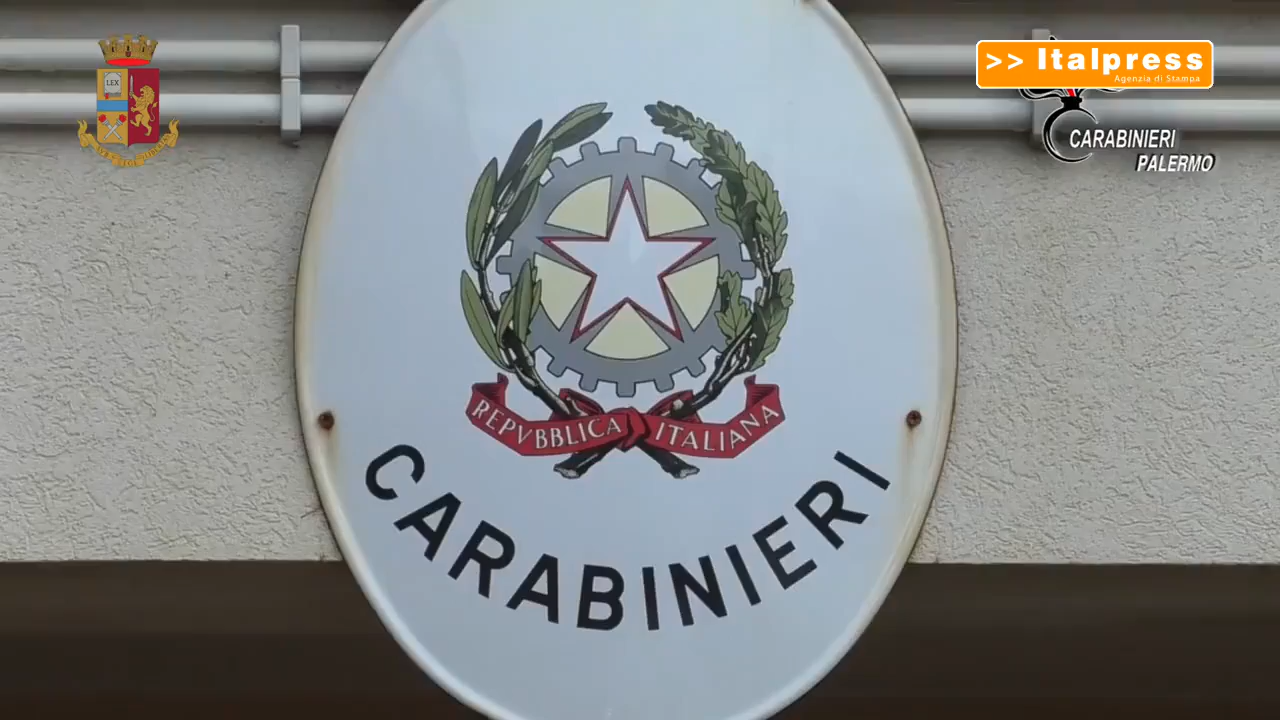 LEX
>> Italpress
Agenzia di Stampa
CARABINIERI
PALERMO
REPVBBLICA ITALIANA
CARABINIERI